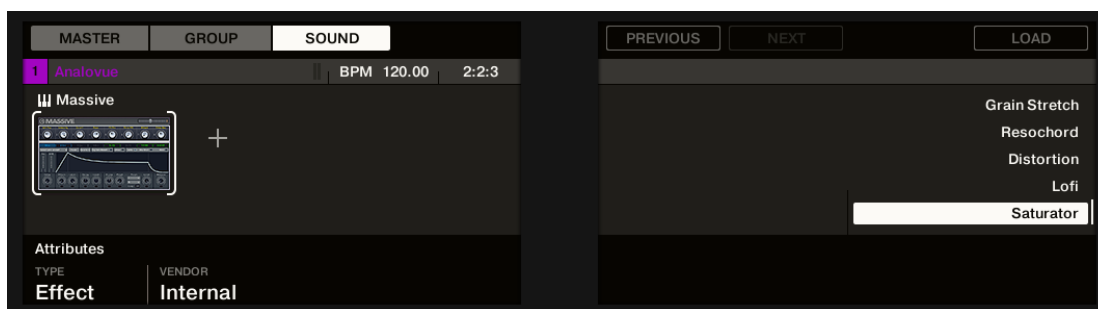 MASTER GROUP SOUND
1 Analovue BPM 120.00 2:2:3
Massive
MASSIVE
+
Attributes
TYPE VENDOR
Effect Internal
PREVIOUS NEXT LOAD
Grain Stretch
Resochord
Distortion
Lofi
Saturator